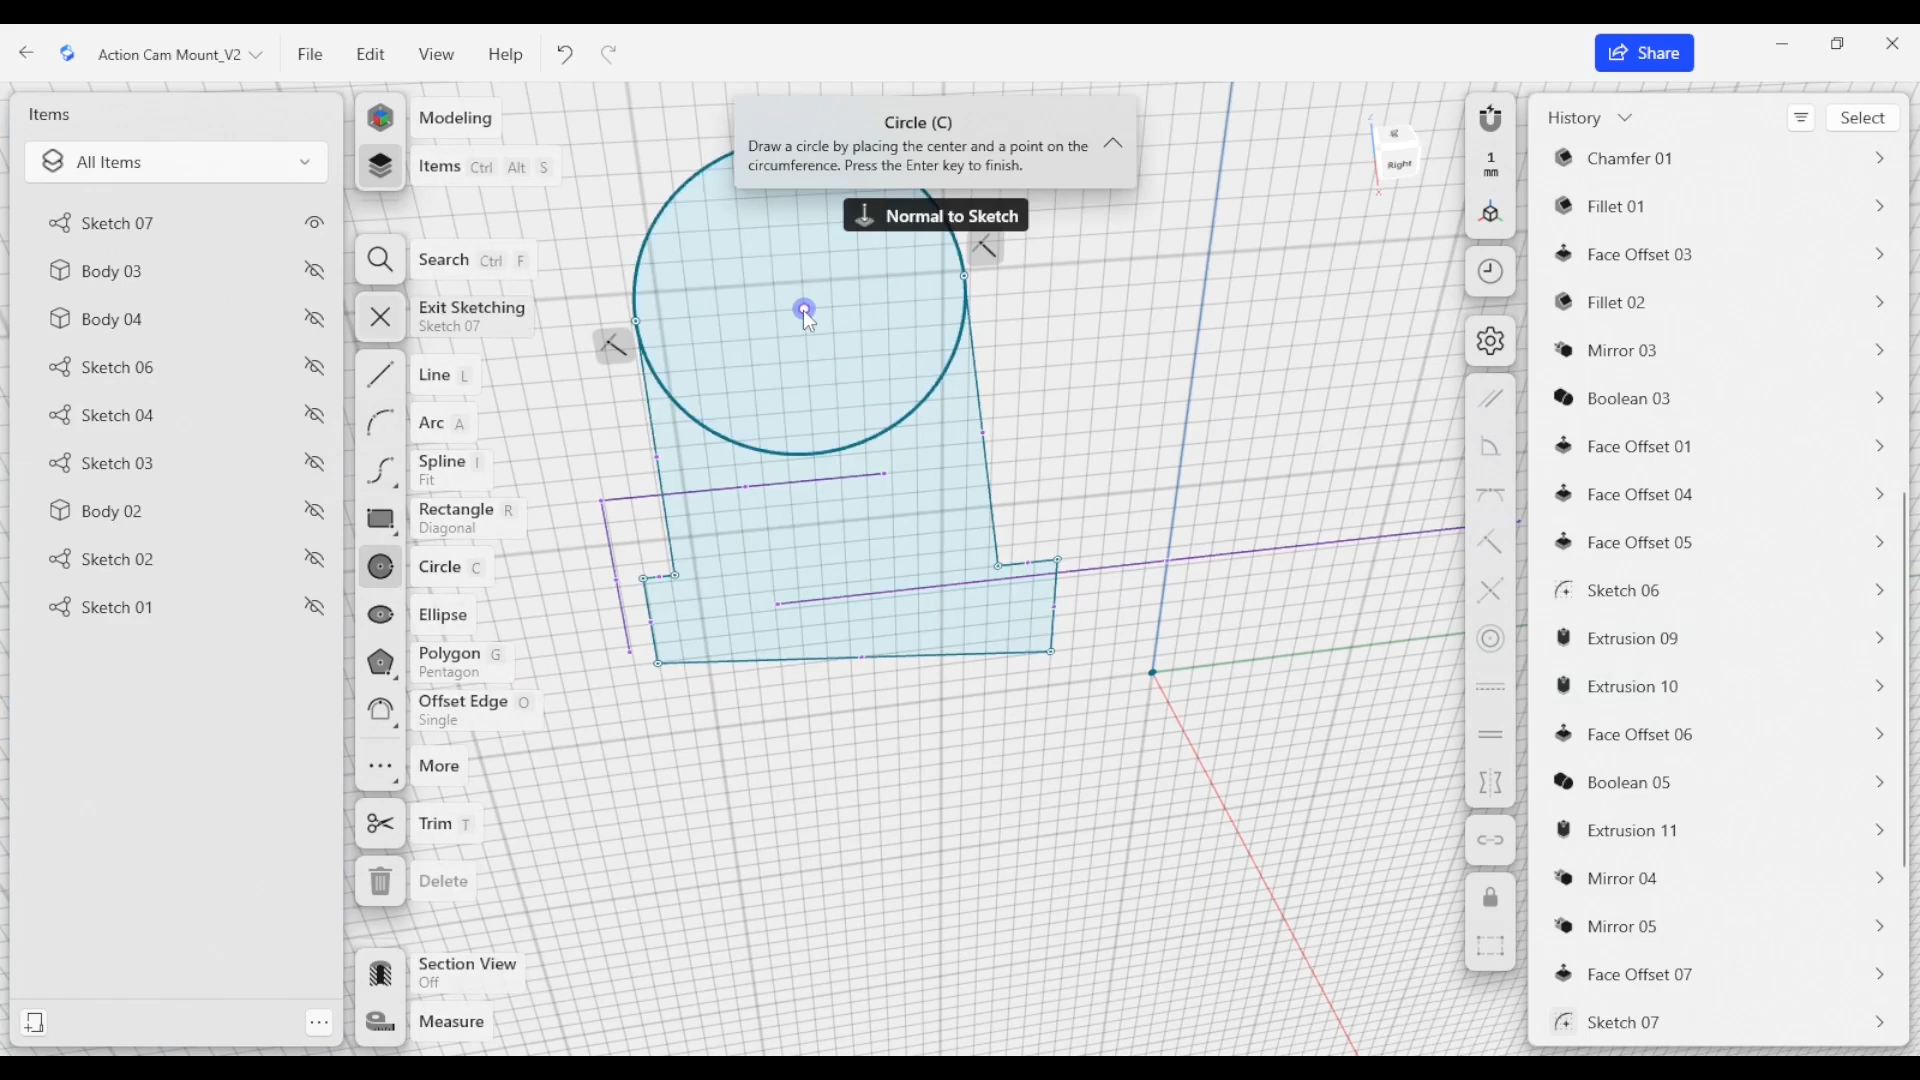 Action Cam Mount_V2
File
Edit
View
Help
Share
Items
All Items
Sketch 07
Body 03
Body 04
Sketch 06
Sketch 04
Sketch 03
Body 02
Sketch 02
Sketch 01
Modeling
Items Ctrl Alt S
Search Ctrl F
Exit Sketching
Sketch 07
Line L
Arc A
Spline I
Fit
Rectangle R
Diagonal
Circle C
Ellipse
Polygon G
Pentagon
Offset Edge O
Single
More
Trim T
Delete
Section View
Off
Measure
Circle (C)
Draw a circle by placing the center and a point on the
circumference. Press the Enter key to finish.
Normal to Sketch
Right
1
mm
History
Select
Chamfer 01
Fillet 01
Face Offset 03
Fillet 02
Mirror 03
Boolean 03
Face Offset 01
Face Offset 04
Face Offset 05
Sketch 06
Extrusion 09
Extrusion 10
Face Offset 06
Boolean 05
Extrusion 11
Mirror 04
Mirror 05
Face Offset 07
Sketch 07